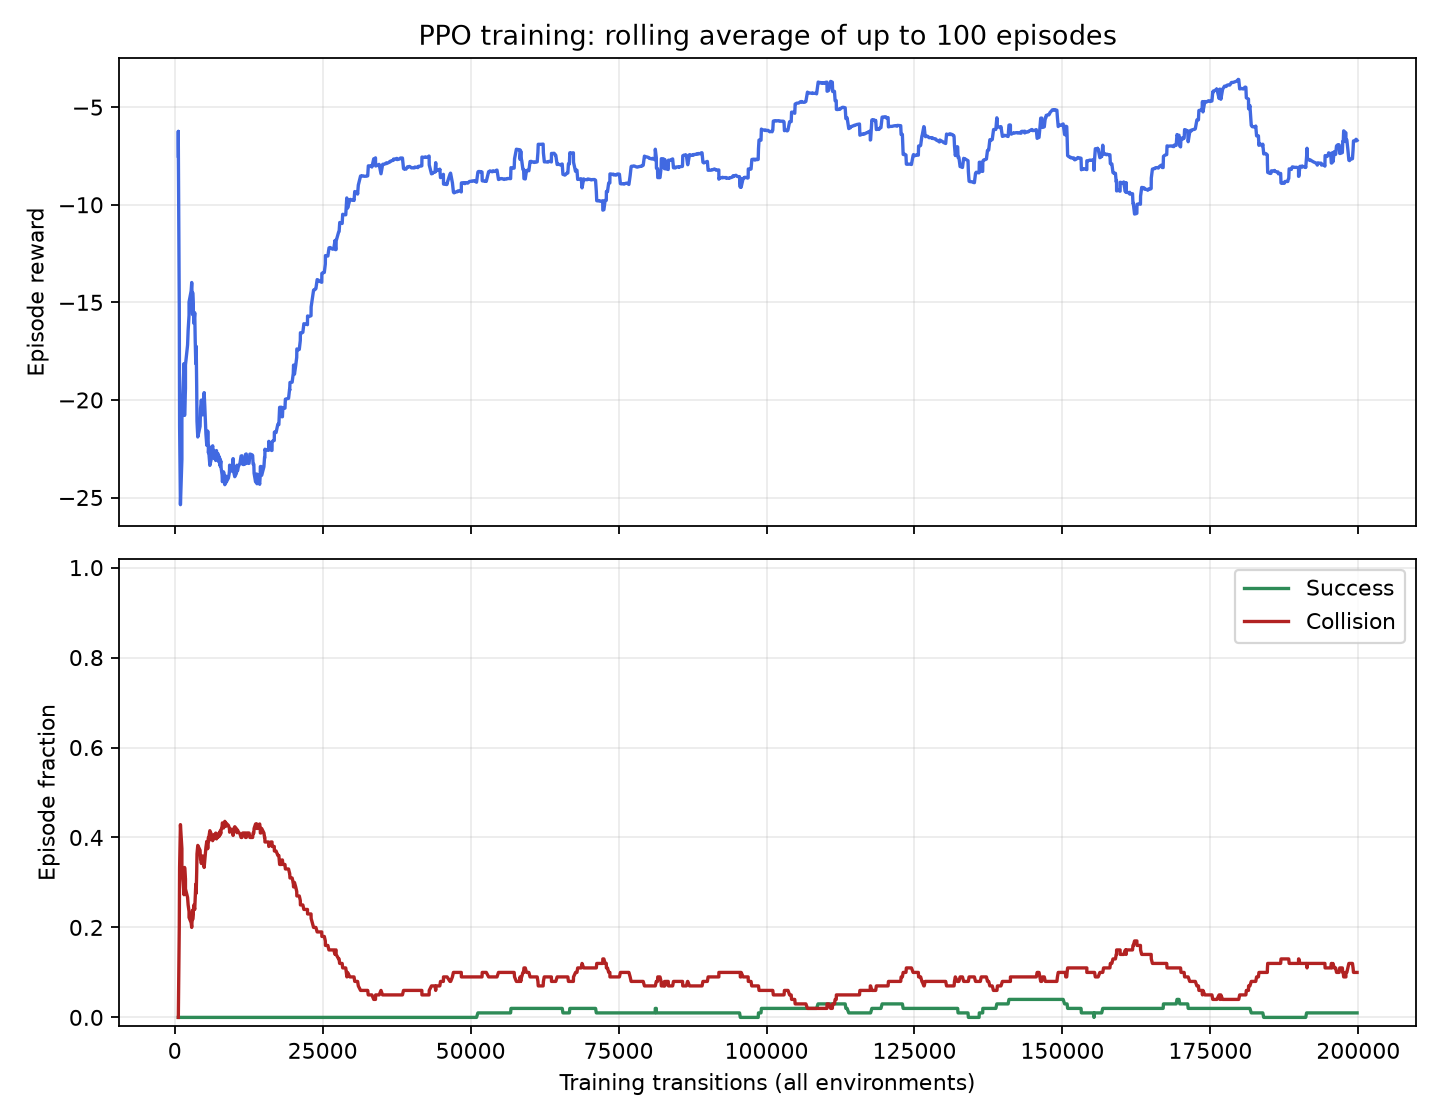 PPO training: rolling average of up to 100 episodes
−5
−10
−15
−20
−25
Episode reward
1.0
0.8
0.6
0.4
0.2
0.0
Episode fraction
Success
Collision
0 25000 50000 75000 100000 125000 150000 175000 200000
Training transitions (all environments)